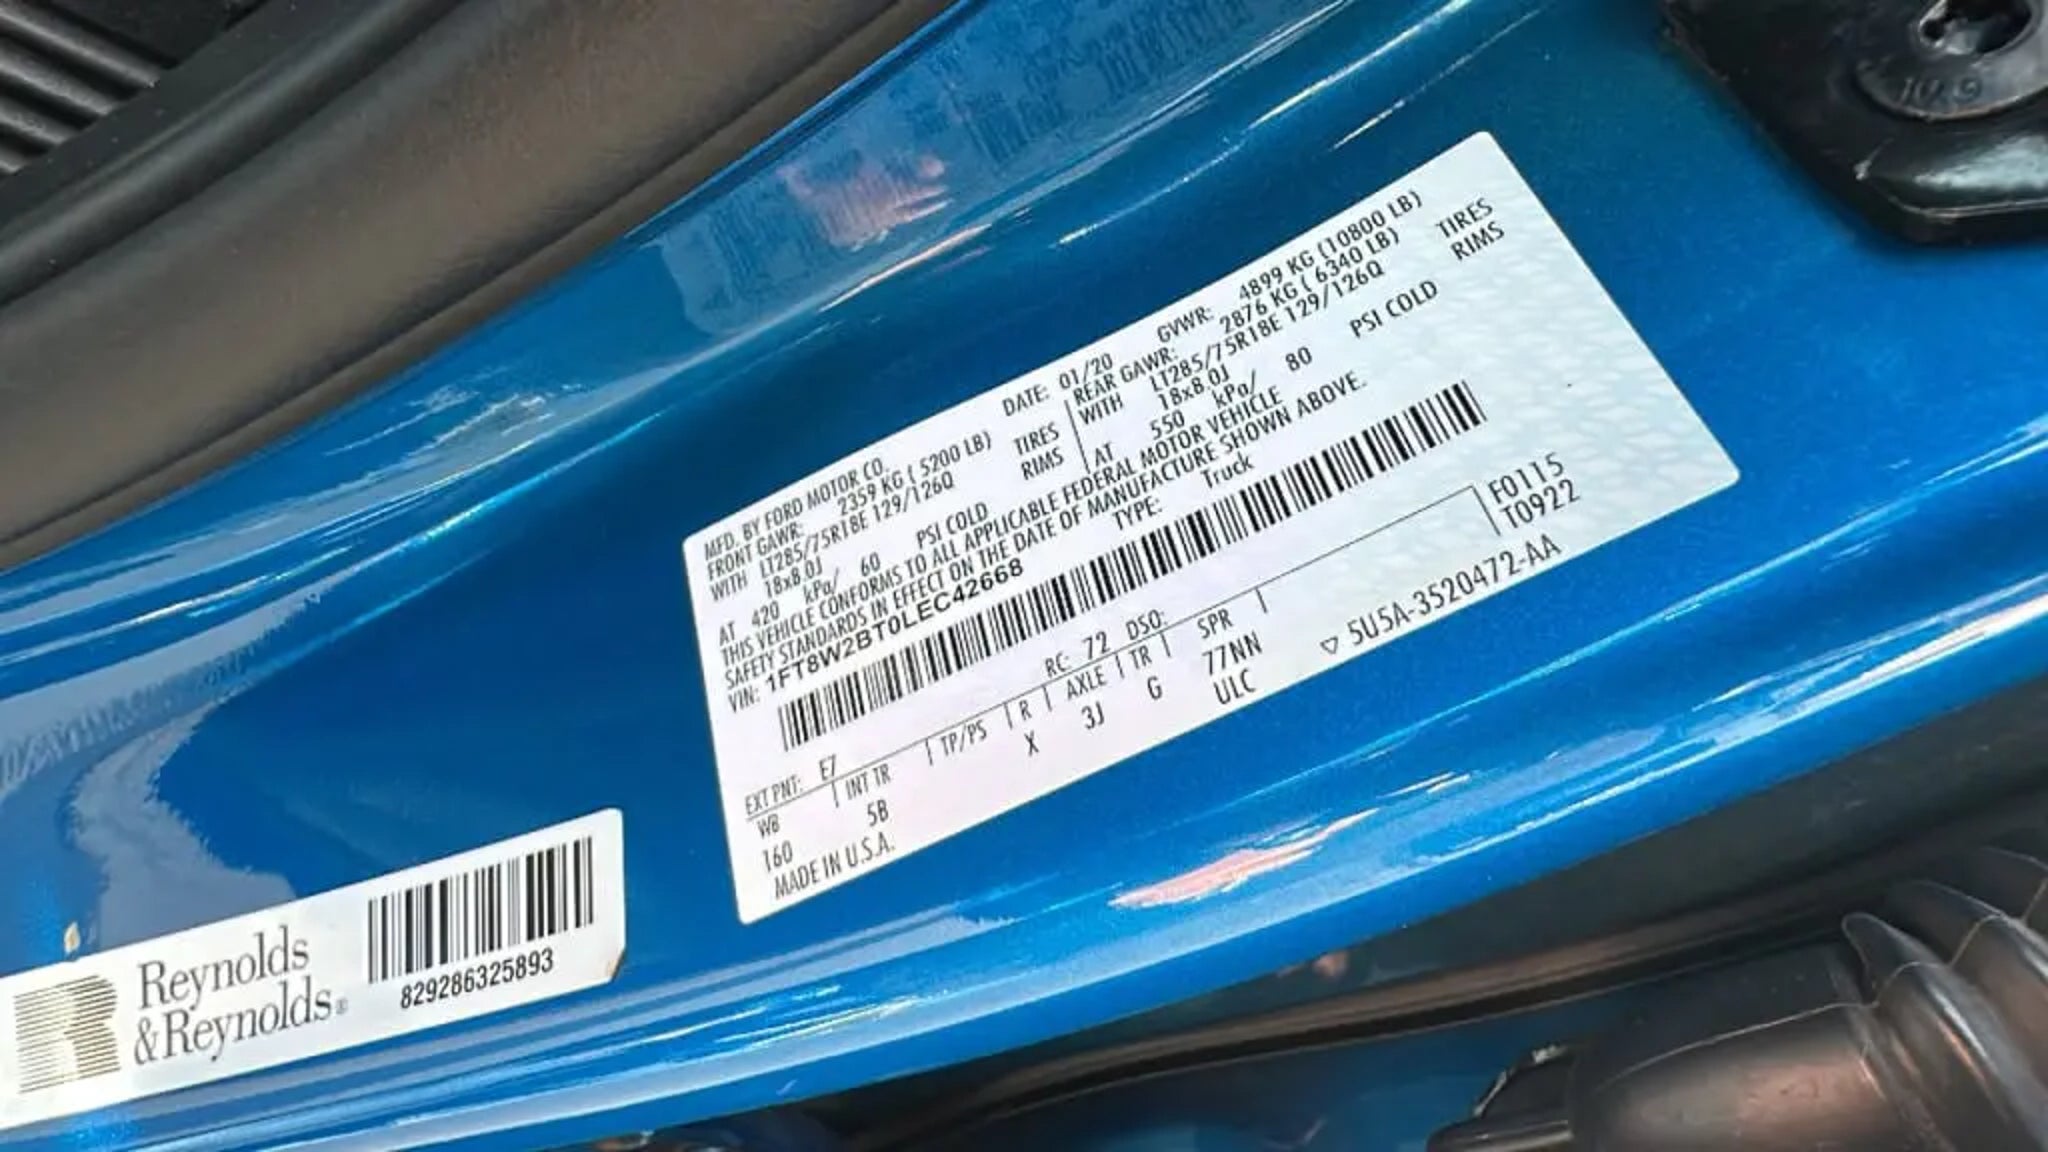 10.9
MFD. BY FORD MOTOR CO. DATE: 01/20 GVWR: 4899 KG (10800 LB)
FRONT GAWR: 2359 KG ( 5200 LB) REAR GAWR: 2876 KG ( 6340 LB)
WITH LT285/75R18E 129/126Q TIRES WITH LT285/75R18E 129/126Q TIRES
18x8.0J RIMS 18x8.0J RIMS
AT 420 kPa/ 60 PSI COLD AT 550 kPa/ 80 PSI COLD
THIS VEHICLE CONFORMS TO ALL APPLICABLE FEDERAL MOTOR VEHICLE
SAFETY STANDARDS IN EFFECT ON THE DATE OF MANUFACTURE SHOWN ABOVE.
VIN: 1FT8W2BT0LEC42668 TYPE: Truck
F0115
T0922
EXT PNT: E7 RC: 72 DSO:
WB INT TR TP/PS R AXLE TR SPR
160 5B X 3J G 77NN
ULC
MADE IN U.S.A. ▽ 5U5A-3520472-AA
Reynolds
&Reynolds®
829286325893